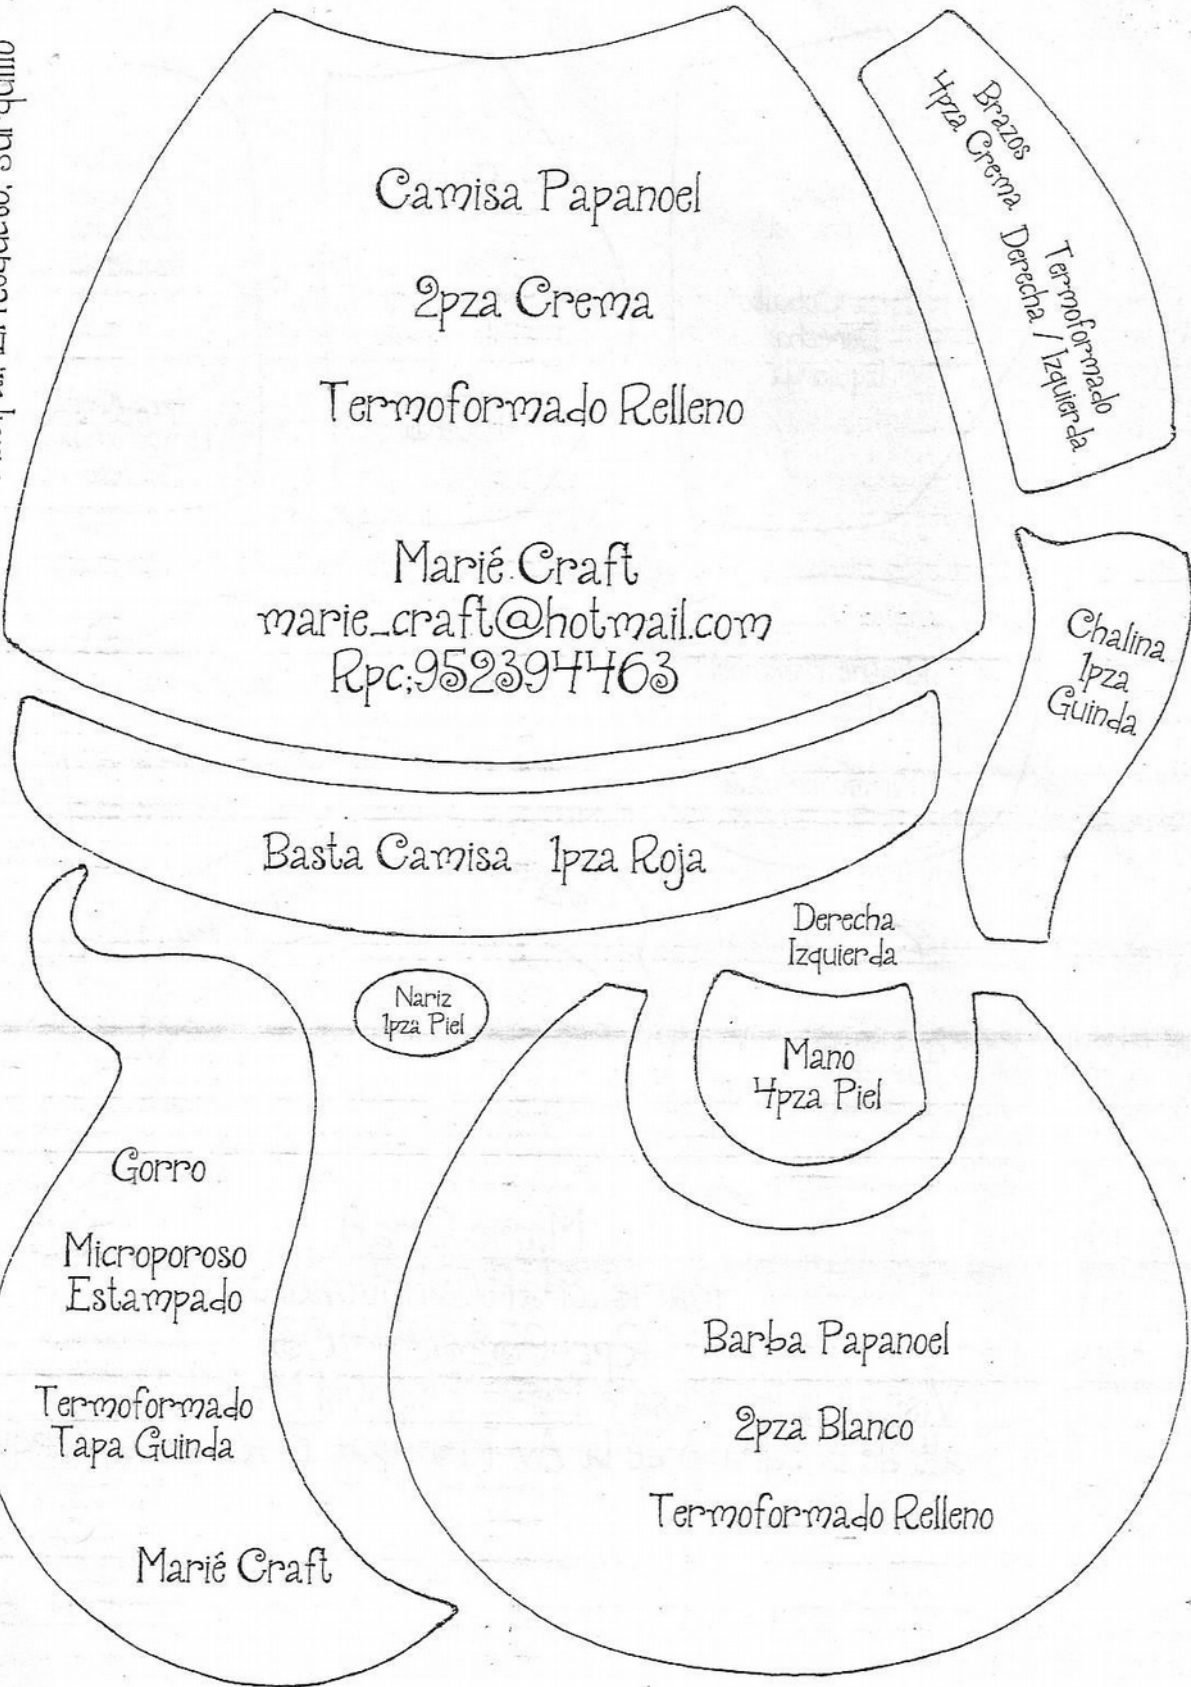 Camisa Papanoel
2pza Crema
Termoformado Relleno
Marié Craft
marie_craft@hotmail.com
Rpc;952394463
Brazos
4pza Crema
Termoformado
Derecha / Izquierda
Chalina
1pza
Guinda
Basta Camisa 1pza Roja
Derecha
Izquierda
Nariz
1pza Piel
Mano
4pza Piel
Gorro
Microporoso
Estampado
Termoformado
Tapa Guinda
Marié Craft
Barba Papanoel
2pza Blanco
Termoformado Relleno